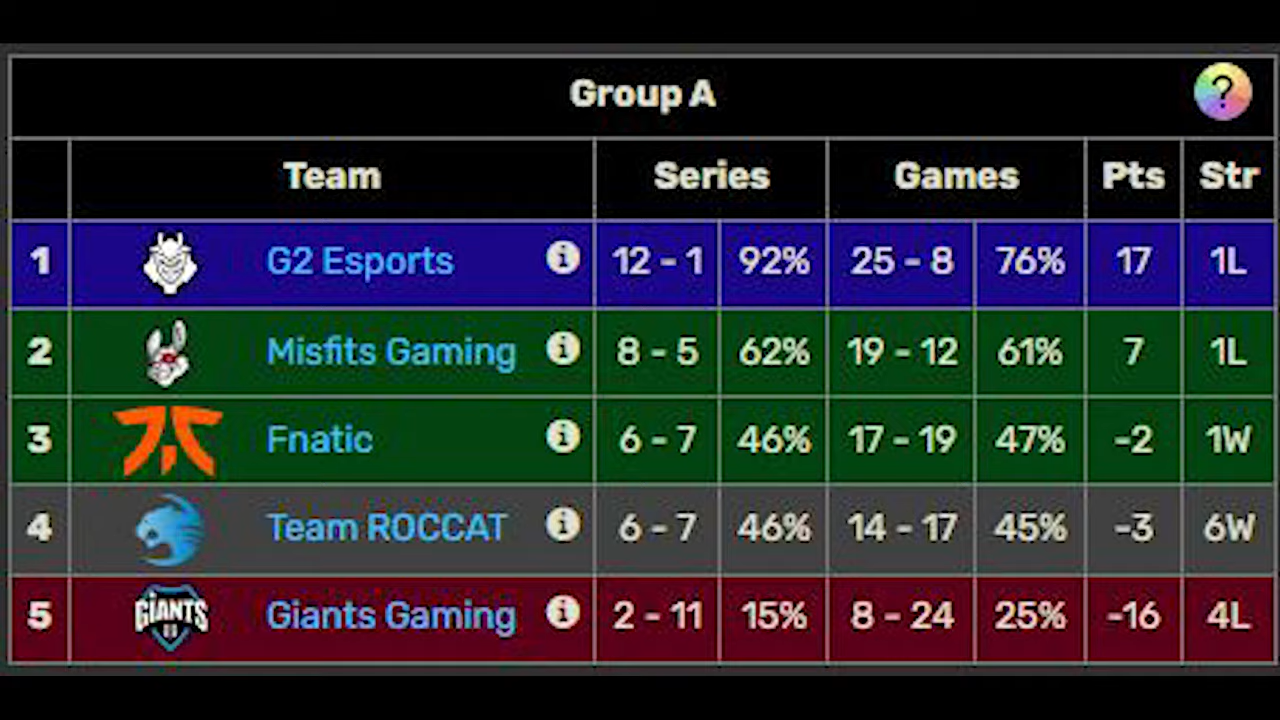 Group A ?
Team Series Games Pts Str
1 G2 Esports i 12 - 1 92% 25 - 8 76% 17 1L
2 Misfits Gaming i 8 - 5 62% 19 - 12 61% 7 1L
3 Fnatic i 6 - 7 46% 17 - 19 47% -2 1W
4 Team ROCCAT i 6 - 7 46% 14 - 17 45% -3 6W
5 GIANTS Giants Gaming i 2 - 11 15% 8 - 24 25% -16 4L